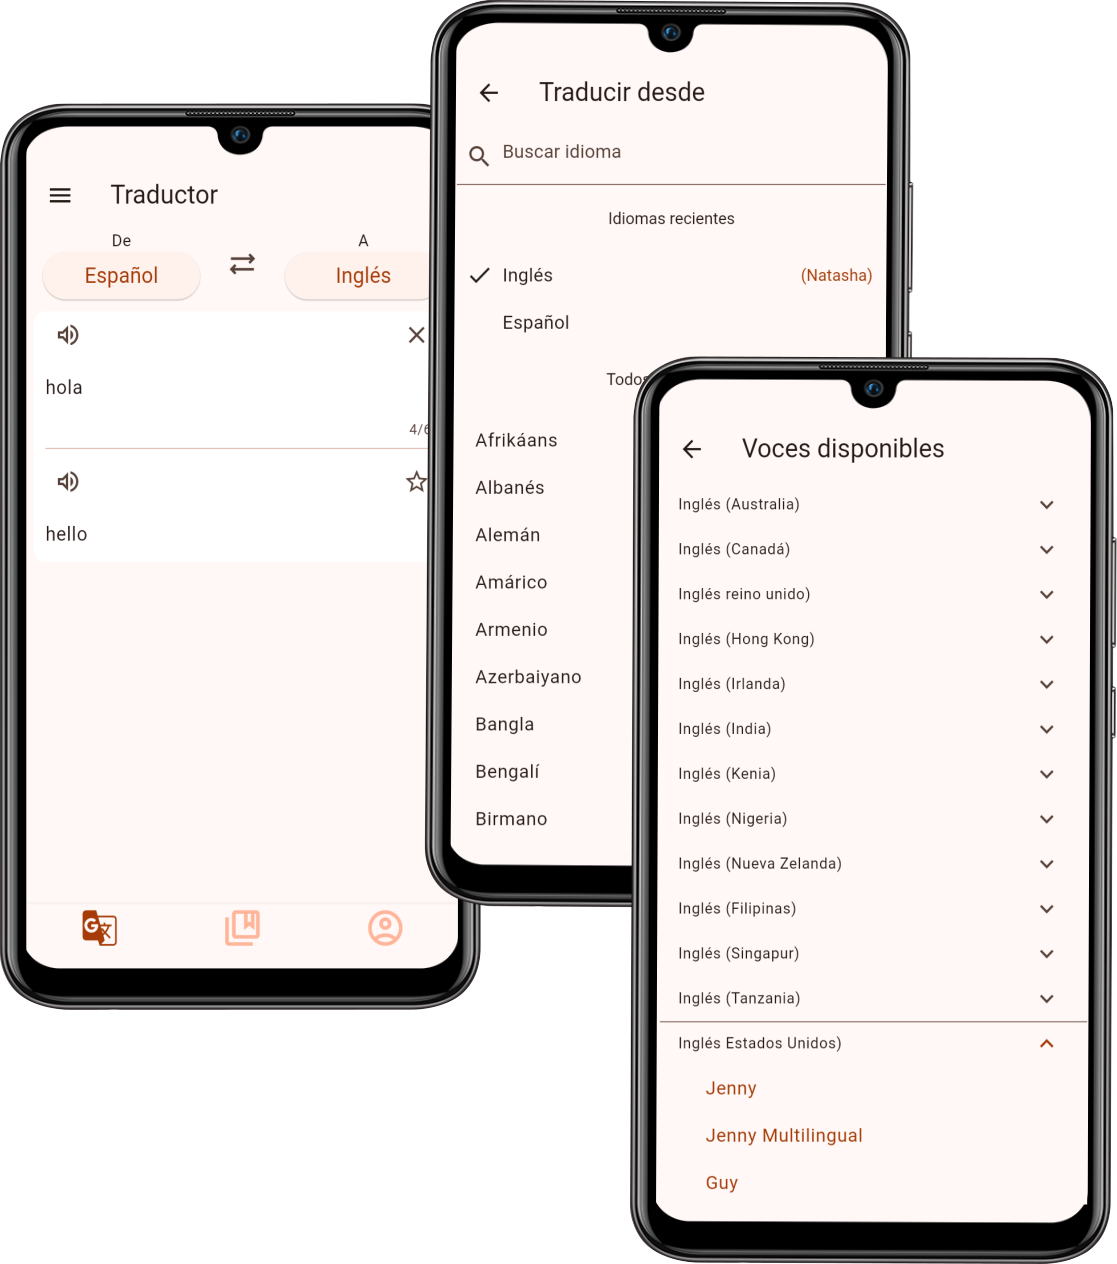 Traductor
De
A
Español
Inglés
hola
4/6
hello
G
Traducir desde
Buscar idioma
Idiomas recientes
Inglés (Natasha)
Español
Todos
Afrikáans
Albanés
Alemán
Amárico
Armenio
Azerbaiyano
Bangla
Bengalí
Birmano
Voces disponibles
Inglés (Australia)
Inglés (Canadá)
Inglés reino unido)
Inglés (Hong Kong)
Inglés (Irlanda)
Inglés (India)
Inglés (Kenia)
Inglés (Nigeria)
Inglés (Nueva Zelanda)
Inglés (Filipinas)
Inglés (Singapur)
Inglés (Tanzania)
Inglés Estados Unidos)
Jenny
Jenny Multilingual
Guy